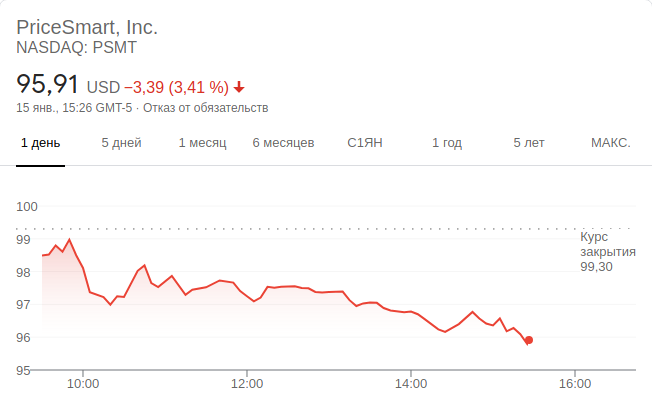 PriceSmart, Inc.
NASDAQ: PSMT
95,91 USD −3,39 (3,41 %)
15 янв., 15:26 GMT-5 · Отказ от обязательств
1 день 5 дней 1 месяц 6 месяцев С1ЯН 1 год 5 лет МАКС.
100
99
98
97
96
95
Курс
закрытия
99,30
10:00 12:00 14:00 16:00